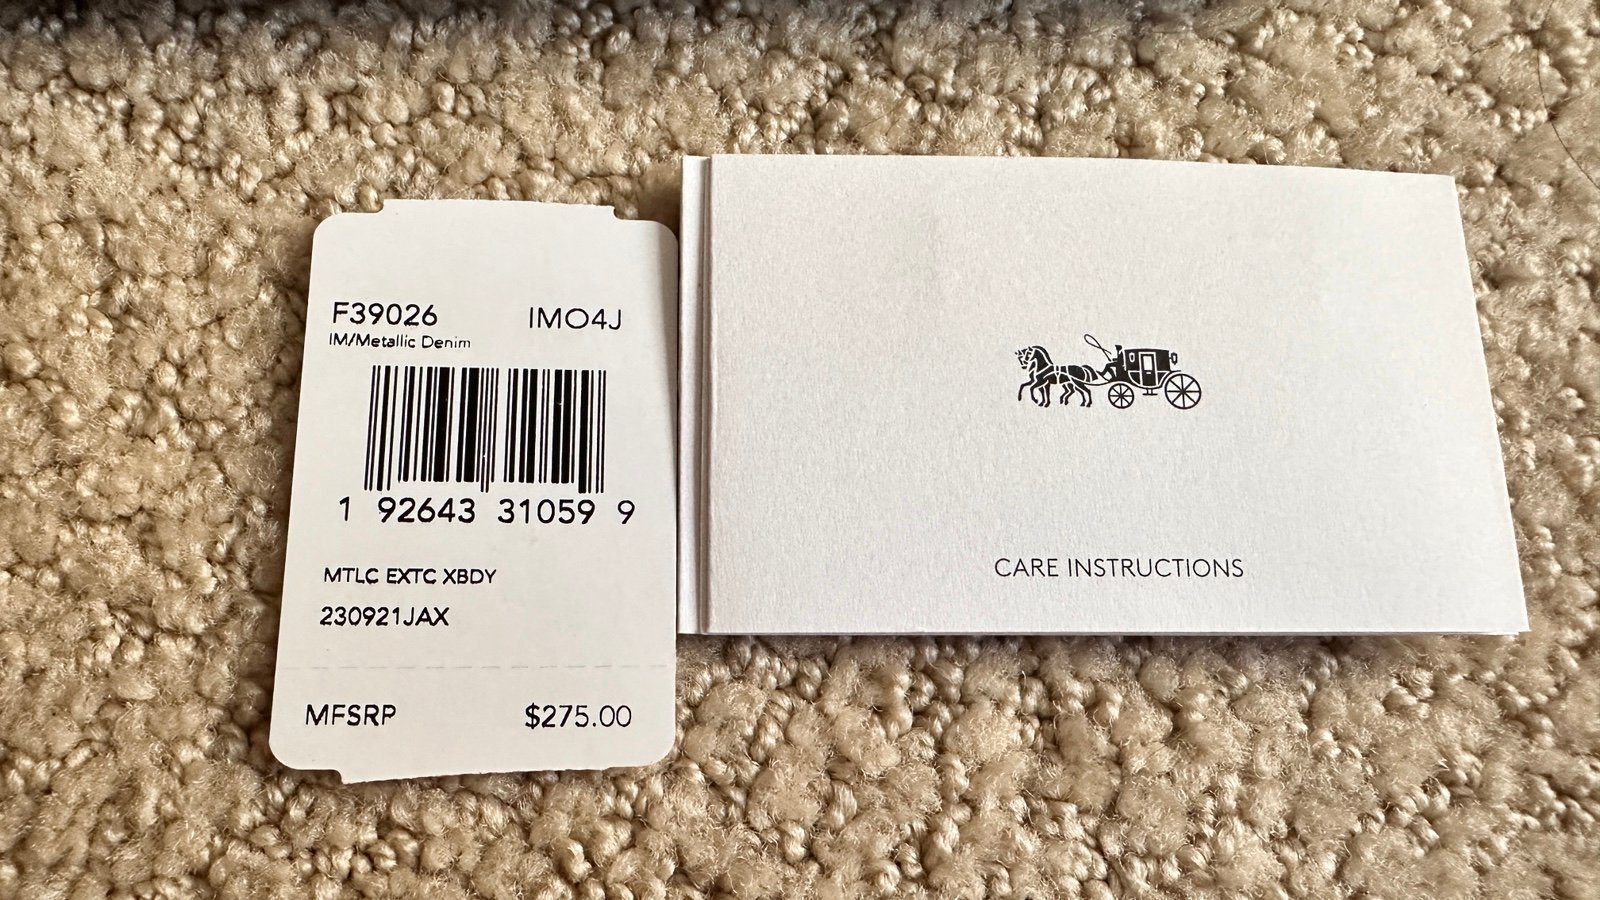 F39026 IMO4J
IM/Metallic Denim
1 92643 31059 9
MTLC EXTC XBDY
230921JAX
MFSRP $275.00
CARE INSTRUCTIONS